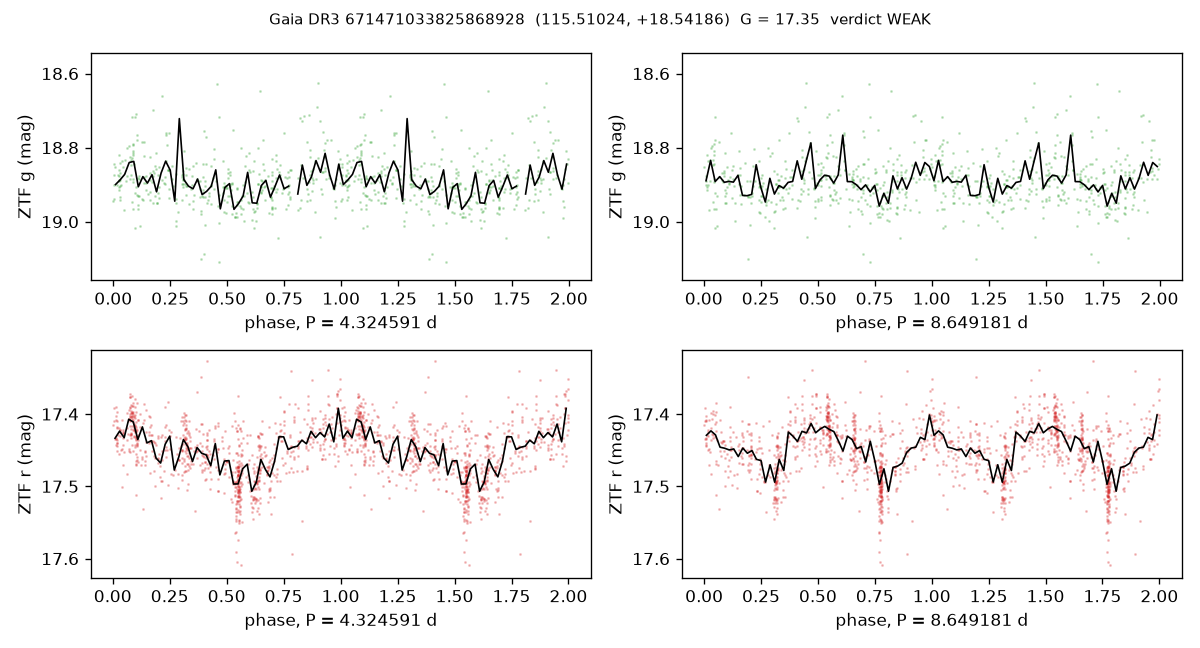 Gaia DR3 671471033825868928 (115.51024, +18.54186) G = 17.35 verdict WEAK
ZTF g (mag)
18.6
18.8
19.0
0.00 0.25 0.50 0.75 1.00 1.25 1.50 1.75 2.00
phase, P = 4.324591 d
ZTF g (mag)
18.6
18.8
19.0
0.00 0.25 0.50 0.75 1.00 1.25 1.50 1.75 2.00
phase, P = 8.649181 d
ZTF r (mag)
17.4
17.5
17.6
0.00 0.25 0.50 0.75 1.00 1.25 1.50 1.75 2.00
phase, P = 4.324591 d
ZTF r (mag)
17.4
17.5
17.6
0.00 0.25 0.50 0.75 1.00 1.25 1.50 1.75 2.00
phase, P = 8.649181 d